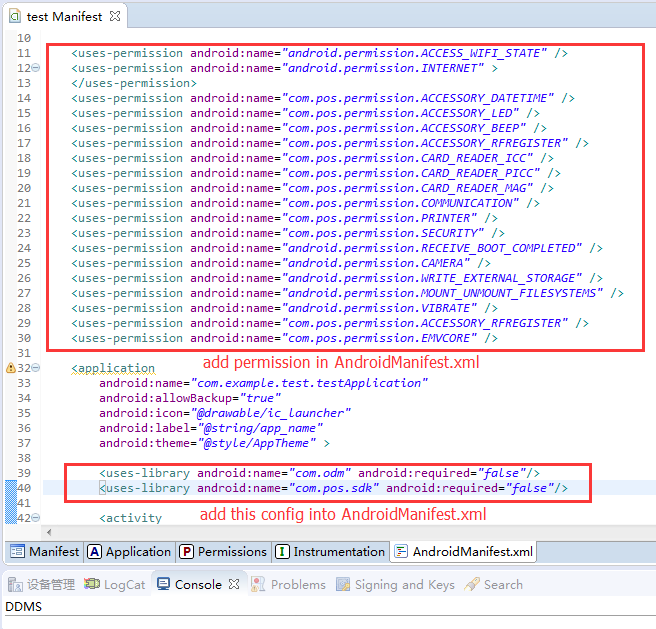 test Manifest
10
11 <uses-permission android:name="android.permission.ACCESS_WIFI_STATE" />
12 <uses-permission android:name="android.permission.INTERNET" >
13 </uses-permission>
14 <uses-permission android:name="com.pos.permission.ACCESSORY_DATETIME" />
15 <uses-permission android:name="com.pos.permission.ACCESSORY_LED" />
16 <uses-permission android:name="com.pos.permission.ACCESSORY_BEEP" />
17 <uses-permission android:name="com.pos.permission.ACCESSORY_RFREGISTER" />
18 <uses-permission android:name="com.pos.permission.CARD_READER_ICC" />
19 <uses-permission android:name="com.pos.permission.CARD_READER_PICC" />
20 <uses-permission android:name="com.pos.permission.CARD_READER_MAG" />
21 <uses-permission android:name="com.pos.permission.COMMUNICATION" />
22 <uses-permission android:name="com.pos.permission.PRINTER" />
23 <uses-permission android:name="com.pos.permission.SECURITY" />
24 <uses-permission android:name="android.permission.RECEIVE_BOOT_COMPLETED" />
25 <uses-permission android:name="android.permission.CAMERA" />
26 <uses-permission android:name="android.permission.WRITE_EXTERNAL_STORAGE" />
27 <uses-permission android:name="android.permission.MOUNT_UNMOUNT_FILESYSTEMS" />
28 <uses-permission android:name="android.permission.VIBRATE" />
29 <uses-permission android:name="com.pos.permission.ACCESSORY_RFREGISTER" />
30 <uses-permission android:name="com.pos.permission.EMVCORE" />
31
add permission in AndroidManifest.xml
32 <application
33 android:name="com.example.test.testApplication"
34 android:allowBackup="true"
35 android:icon="@drawable/ic_launcher"
36 android:label="@string/app_name"
37 android:theme="@style/AppTheme" >
38
39 <uses-library android:name="com.odm" android:required="false"/>
40 <uses-library android:name="com.pos.sdk" android:required="false"/>
41
add this config into AndroidManifest.xml
42 <activity
Manifest A Application P Permissions I Instrumentation AndroidManifest.xml
设备管理 LogCat Console Problems Signing and Keys Search
DDMS